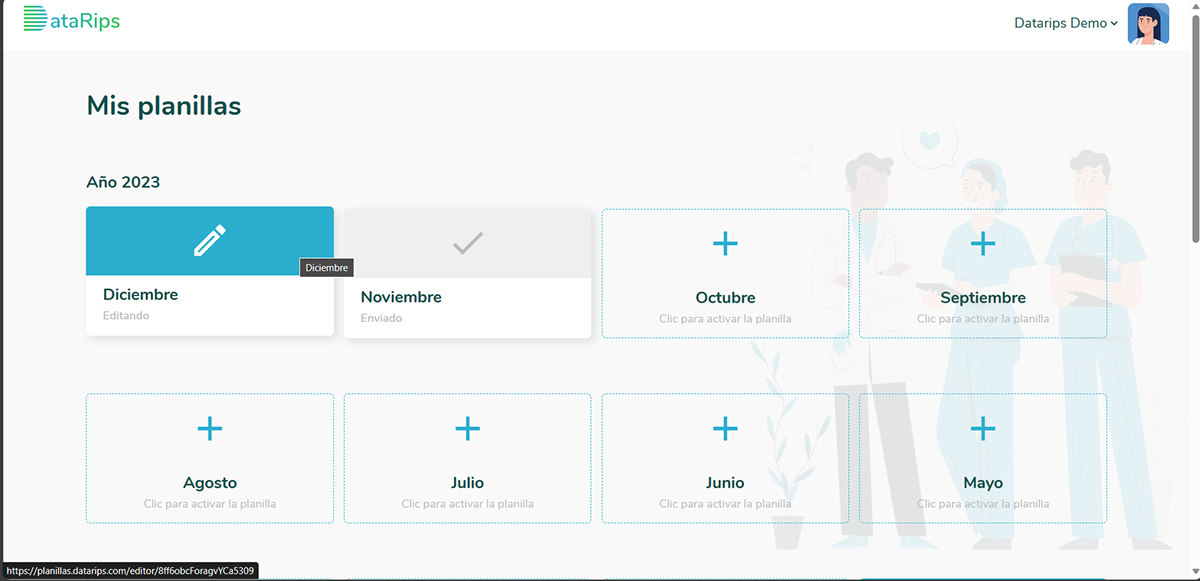 DataRips
Datarips Demo
Mis planillas
Año 2023
Diciembre
Diciembre
Editando
Noviembre
Enviado
Octubre
Clic para activar la planilla
Septiembre
Clic para activar la planilla
Agosto
Clic para activar la planilla
Julio
Clic para activar la planilla
Junio
Clic para activar la planilla
Mayo
Clic para activar la planilla
https://planillas.datarips.com/editor/8ff6obcForagvYCa5309